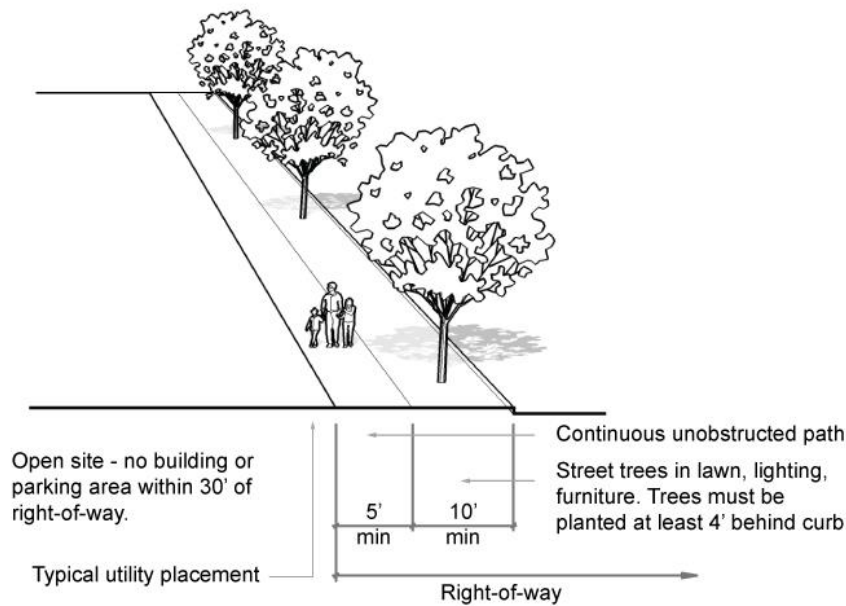 Open site - no building or
parking area within 30' of
right-of-way.
Typical utility placement
5'
min
10'
min
Continuous unobstructed path
Street trees in lawn, lighting,
furniture. Trees must be
planted at least 4' behind curb
Right-of-way